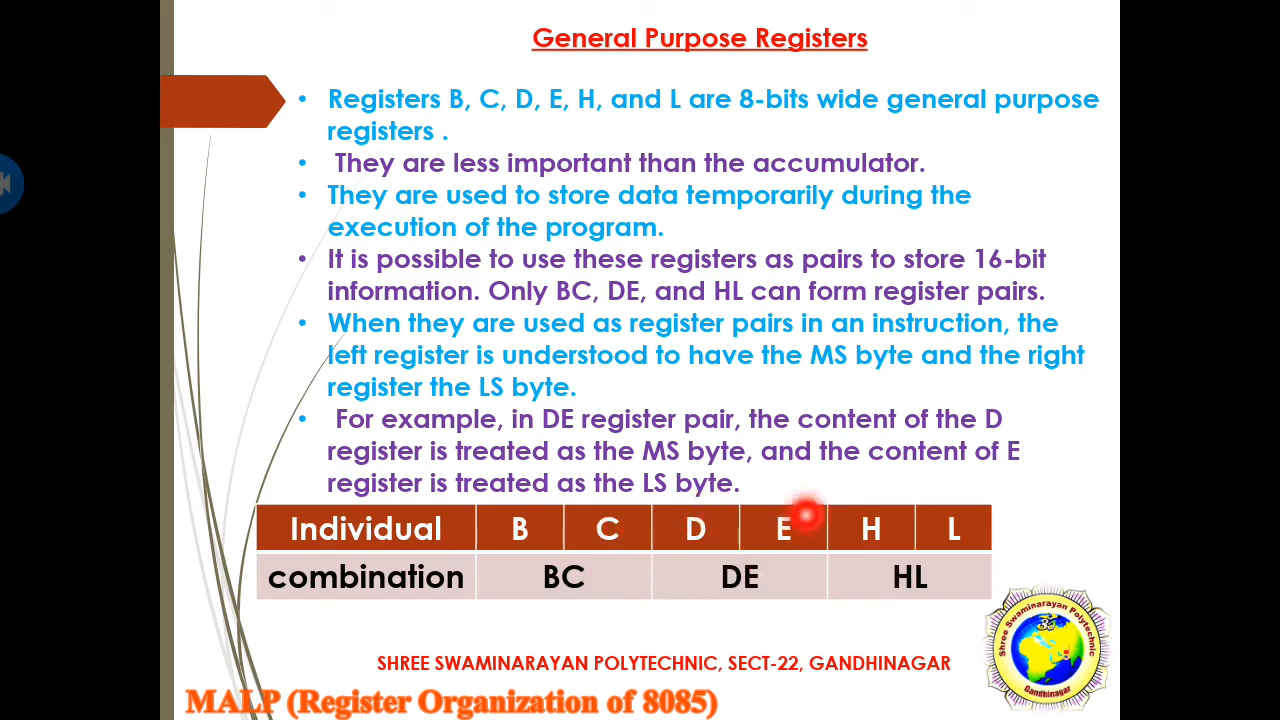 General Purpose Registers
• Registers B, C, D, E, H, and L are 8-bits wide general purpose
registers .
• They are less important than the accumulator.
• They are used to store data temporarily during the
execution of the program.
• It is possible to use these registers as pairs to store 16-bit
information. Only BC, DE, and HL can form register pairs.
• When they are used as register pairs in an instruction, the
left register is understood to have the MS byte and the right
register the LS byte.
• For example, in DE register pair, the content of the D
register is treated as the MS byte, and the content of E
register is treated as the LS byte.
Individual B C D E H L
combination BC DE HL
Shree Swaminarayan Polytechnic
ॐ
Gandhinagar
SHREE SWAMINARAYAN POLYTECHNIC, SECT-22, GANDHINAGAR
MALP (Register Organization of 8085)